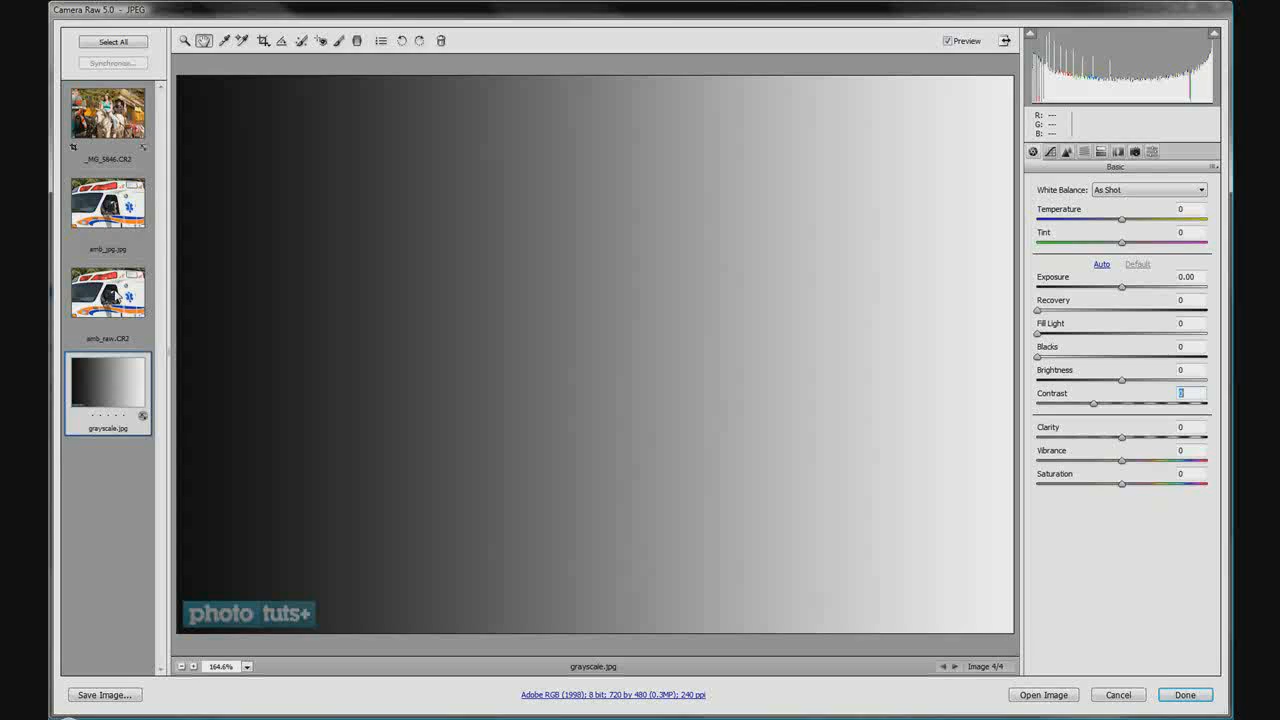 Camera Raw 5.0 - JPEG
Select All
Synchronize...
Preview
_MG_5646.CR2
amb_jpg.jpg
amb_raw.CR2
grayscale.jpg
photo tuts+
R: ---
G: ---
B: ---
Basic
White Balance: As Shot
Temperature 0
Tint 0
Auto Default
Exposure 0.00
Recovery 0
Fill Light 0
Blacks 0
Brightness 0
Contrast 0
Clarity 0
Vibrance 0
Saturation 0
164.6% grayscale.jpg Image 4/4
Save Image... Adobe RGB (1998); 8 bit; 720 by 480 (0.3MP); 240 ppi Open Image Cancel Done